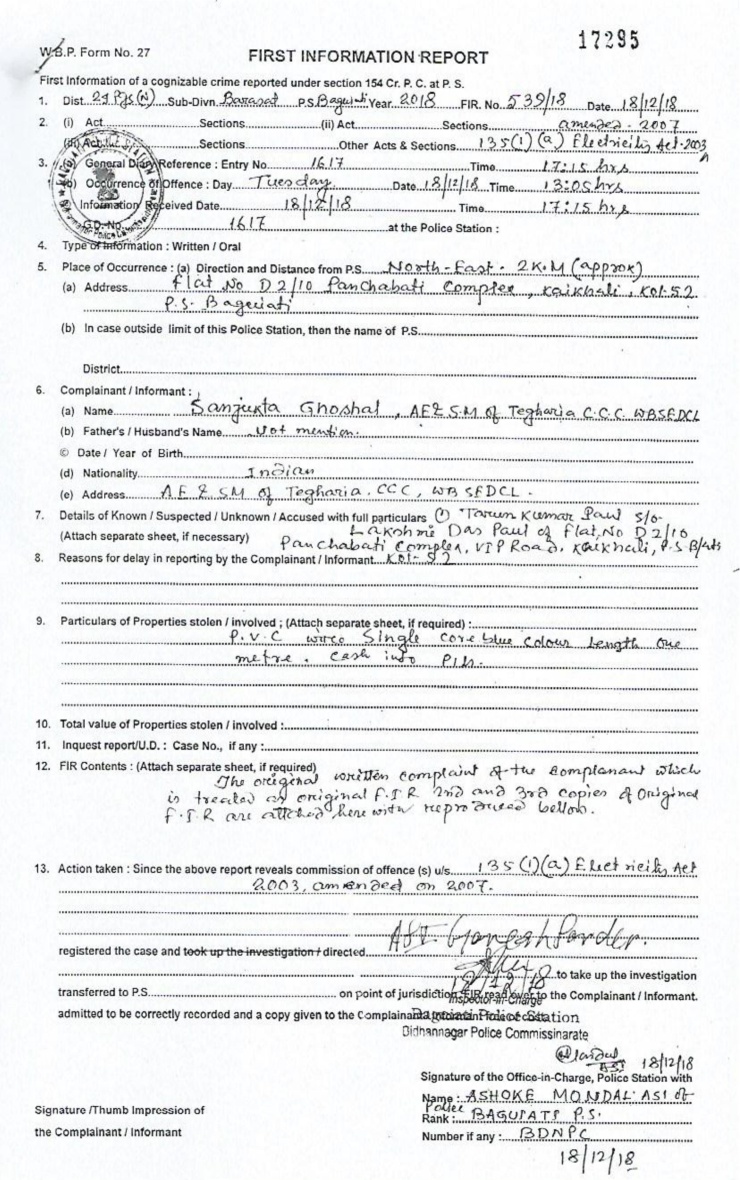 17295
W.B.P. Form No. 27
FIRST INFORMATION REPORT
First Information of a cognizable crime reported under section 154 Cr. P. C. at P. S.
1. Dist. 24 Pgs (N) Sub-Divn. Barasat P.S. Baguiati Year 2018 FIR. No. 539/18 Date 18/12/18
2. (i) Act Sections (ii) Act Sections amended - 2007
Sections Other Acts & Sections 135(1)(a) Electricity Act-2003
3. General Diary Reference : Entry No 1617 Time 17:15 hrs
(b) Occurrence of Offence : Day Tuesday Date 18/12/18 Time 13:05 hrs
Information Received Date 18/12/18 Time 17:15 hrs
G.D. No. 1617 at the Police Station :
4. Type of Information : Written / Oral
5. Place of Occurrence : (a) Direction and Distance from P.S. North-East - 2 K.M (approx)
(a) Address flat No D 2/10 Panchabati Complex, Kaikhali, Kol-52
P.S. Baguiati
(b) In case outside limit of this Police Station, then the name of P.S.
District
6. Complainant / Informant :
(a) Name Sanjukta Ghoshal, AE & S.M of Tegharia C.C.C. WBSEDCL
(b) Father's / Husband's Name Not mention.
© Date / Year of Birth
(d) Nationality Indian
(e) Address A.E & SM of Tegharia. CCC, WBSEDCL.
7. Details of Known / Suspected / Unknown / Accused with full particulars (1) Tarun Kumar Paul s/o-
(Attach separate sheet, if necessary) Lakshmi Das Paul of Flat, No D 2/10
Panchabati Complex, VIP Road, Kaikhali, P.S B/ati
8. Reasons for delay in reporting by the Complainant / Informant Kol-52
9. Particulars of Properties stolen / involved ; (Attach separate sheet, if required) :
P.V.C wire Single core blue colour Length one
metre.
10. Total value of Properties stolen / involved :
11. Inquest report/U.D. : Case No., if any :
12. FIR Contents : (Attach separate sheet, if required)
The original written complaint of the complanant which
is treated as original F.I.R 2nd and 3rd copies of Original
F.I.R are attched here with reproduced bellow.
13. Action taken : Since the above report reveals commission of offence (s) u/s. 135(1)(a) Electricity Act
2003, amended on 2007.
registered the case and took up the investigation / directed ASI. Ganesh Sarder.
18/12/18 to take up the investigation
transferred to P.S. on point of jurisdiction FIR read over to the Complainant / Informant.
Inspector-in-Charge
admitted to be correctly recorded and a copy given to the Complainant Police Station
Bidhannagar Police Commissinarate
ASI 18/12/18
Signature of the Office-in-Charge, Police Station with
Name : ASHOKE MONDAL ASI of
Police
Rank : BAGUIATI P.S.
Number if any : BDNPC
18/12/18
Signature /Thumb Impression of
the Complainant / Informant